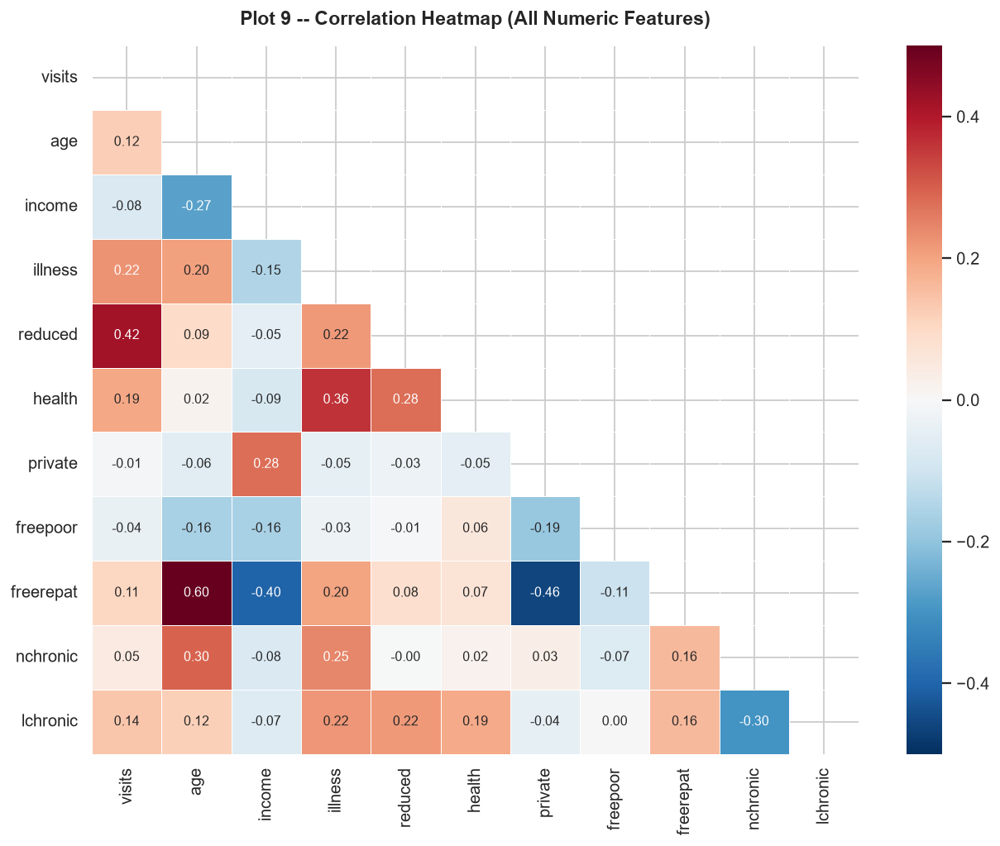 Plot 9 -- Correlation Heatmap (All Numeric Features)
visits
age 0.12
income -0.08 -0.27
illness 0.22 0.20 -0.15
reduced 0.42 0.09 -0.05 0.22
health 0.19 0.02 -0.09 0.36 0.28
private -0.01 -0.06 0.28 -0.05 -0.03 -0.05
freepoor -0.04 -0.16 -0.16 -0.03 -0.01 0.06 -0.19
freerepat 0.11 0.60 -0.40 0.20 0.08 0.07 -0.46 -0.11
nchronic 0.05 0.30 -0.08 0.25 -0.00 0.02 0.03 -0.07 0.16
lchronic 0.14 0.12 -0.07 0.22 0.22 0.19 -0.04 0.00 0.16 -0.30
visits age income illness reduced health private freepoor freerepat nchronic lchronic
0.4
0.2
0.0
−0.2
−0.4